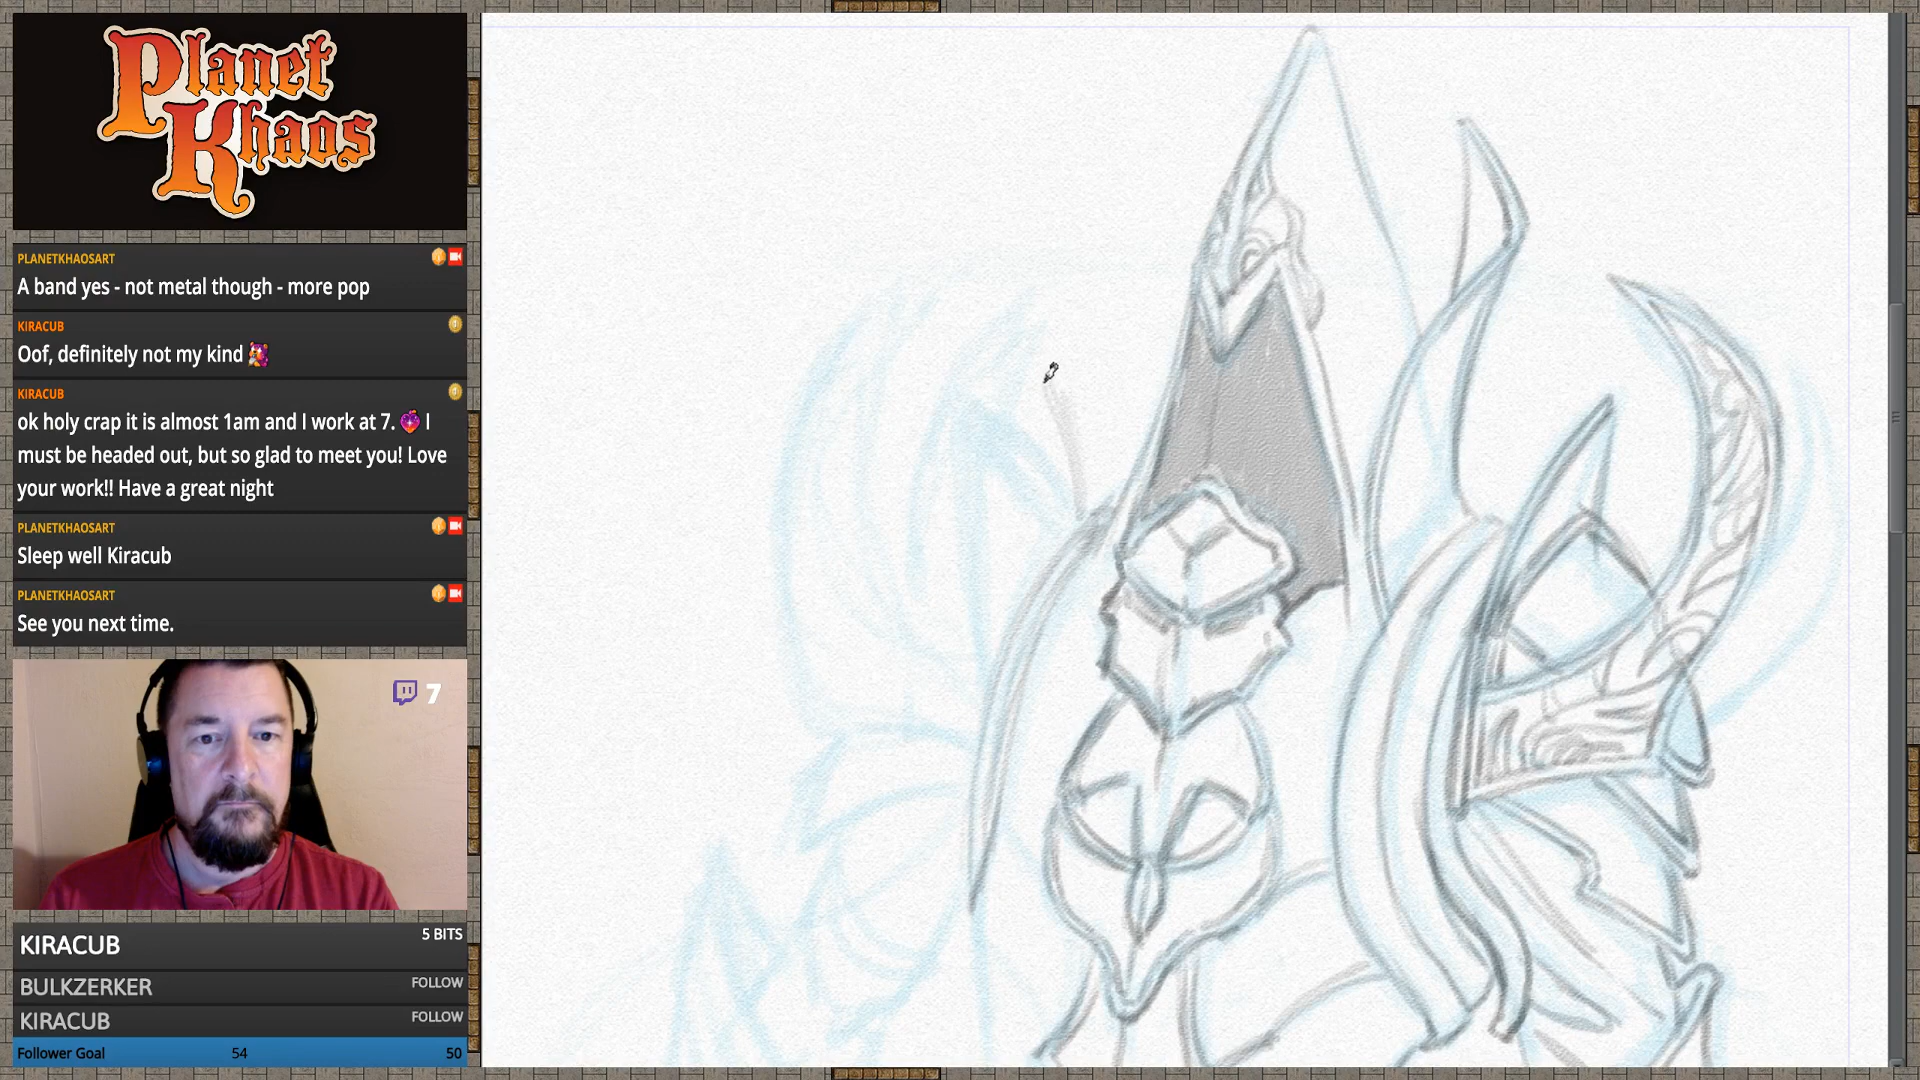 Planet
Khaos
PLANETKHAOSART
A band yes - not metal though - more pop
KIRACUB
Oof, definitely not my kind
KIRACUB
ok holy crap it is almost 1am and I work at 7. I
must be headed out, but so glad to meet you! Love
your work!! Have a great night
PLANETKHAOSART
Sleep well Kiracub
PLANETKHAOSART
See you next time.
7
KIRACUB 5 BITS
BULKZERKER FOLLOW
KIRACUB FOLLOW
Follower Goal 54 50